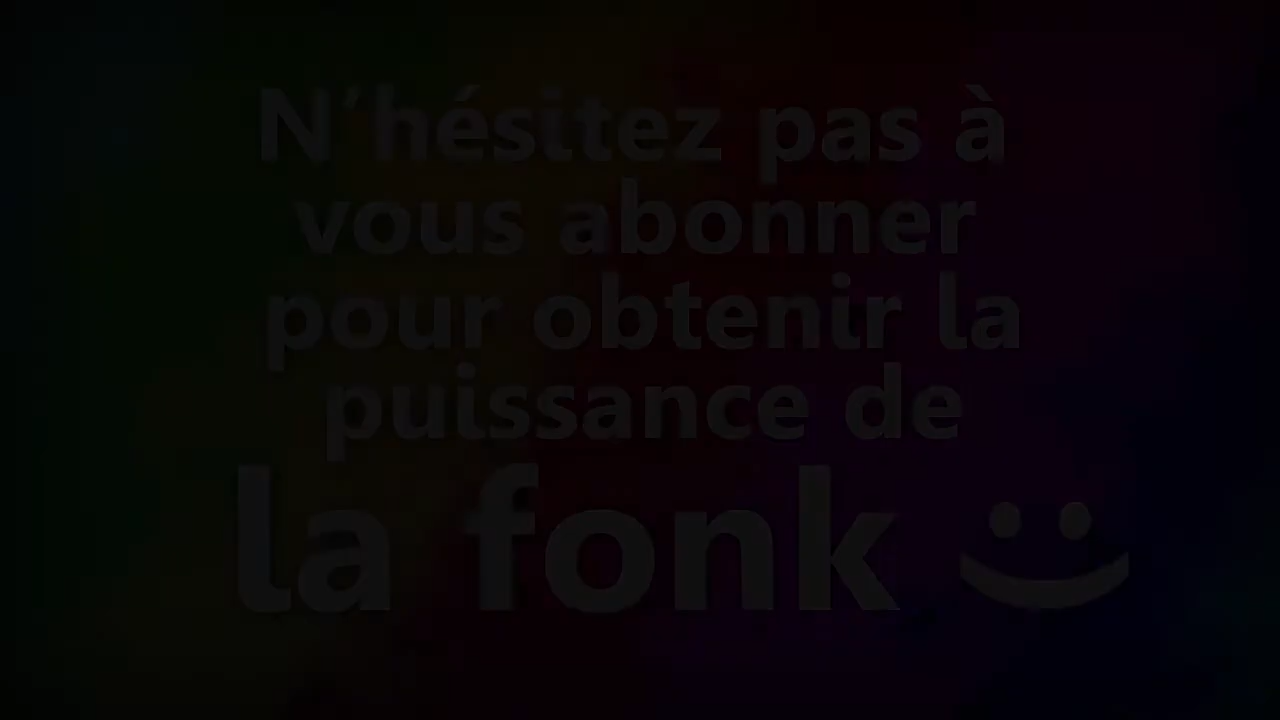 N'hésitez pas à
vous abonner
pour obtenir la
puissance de
la fonk